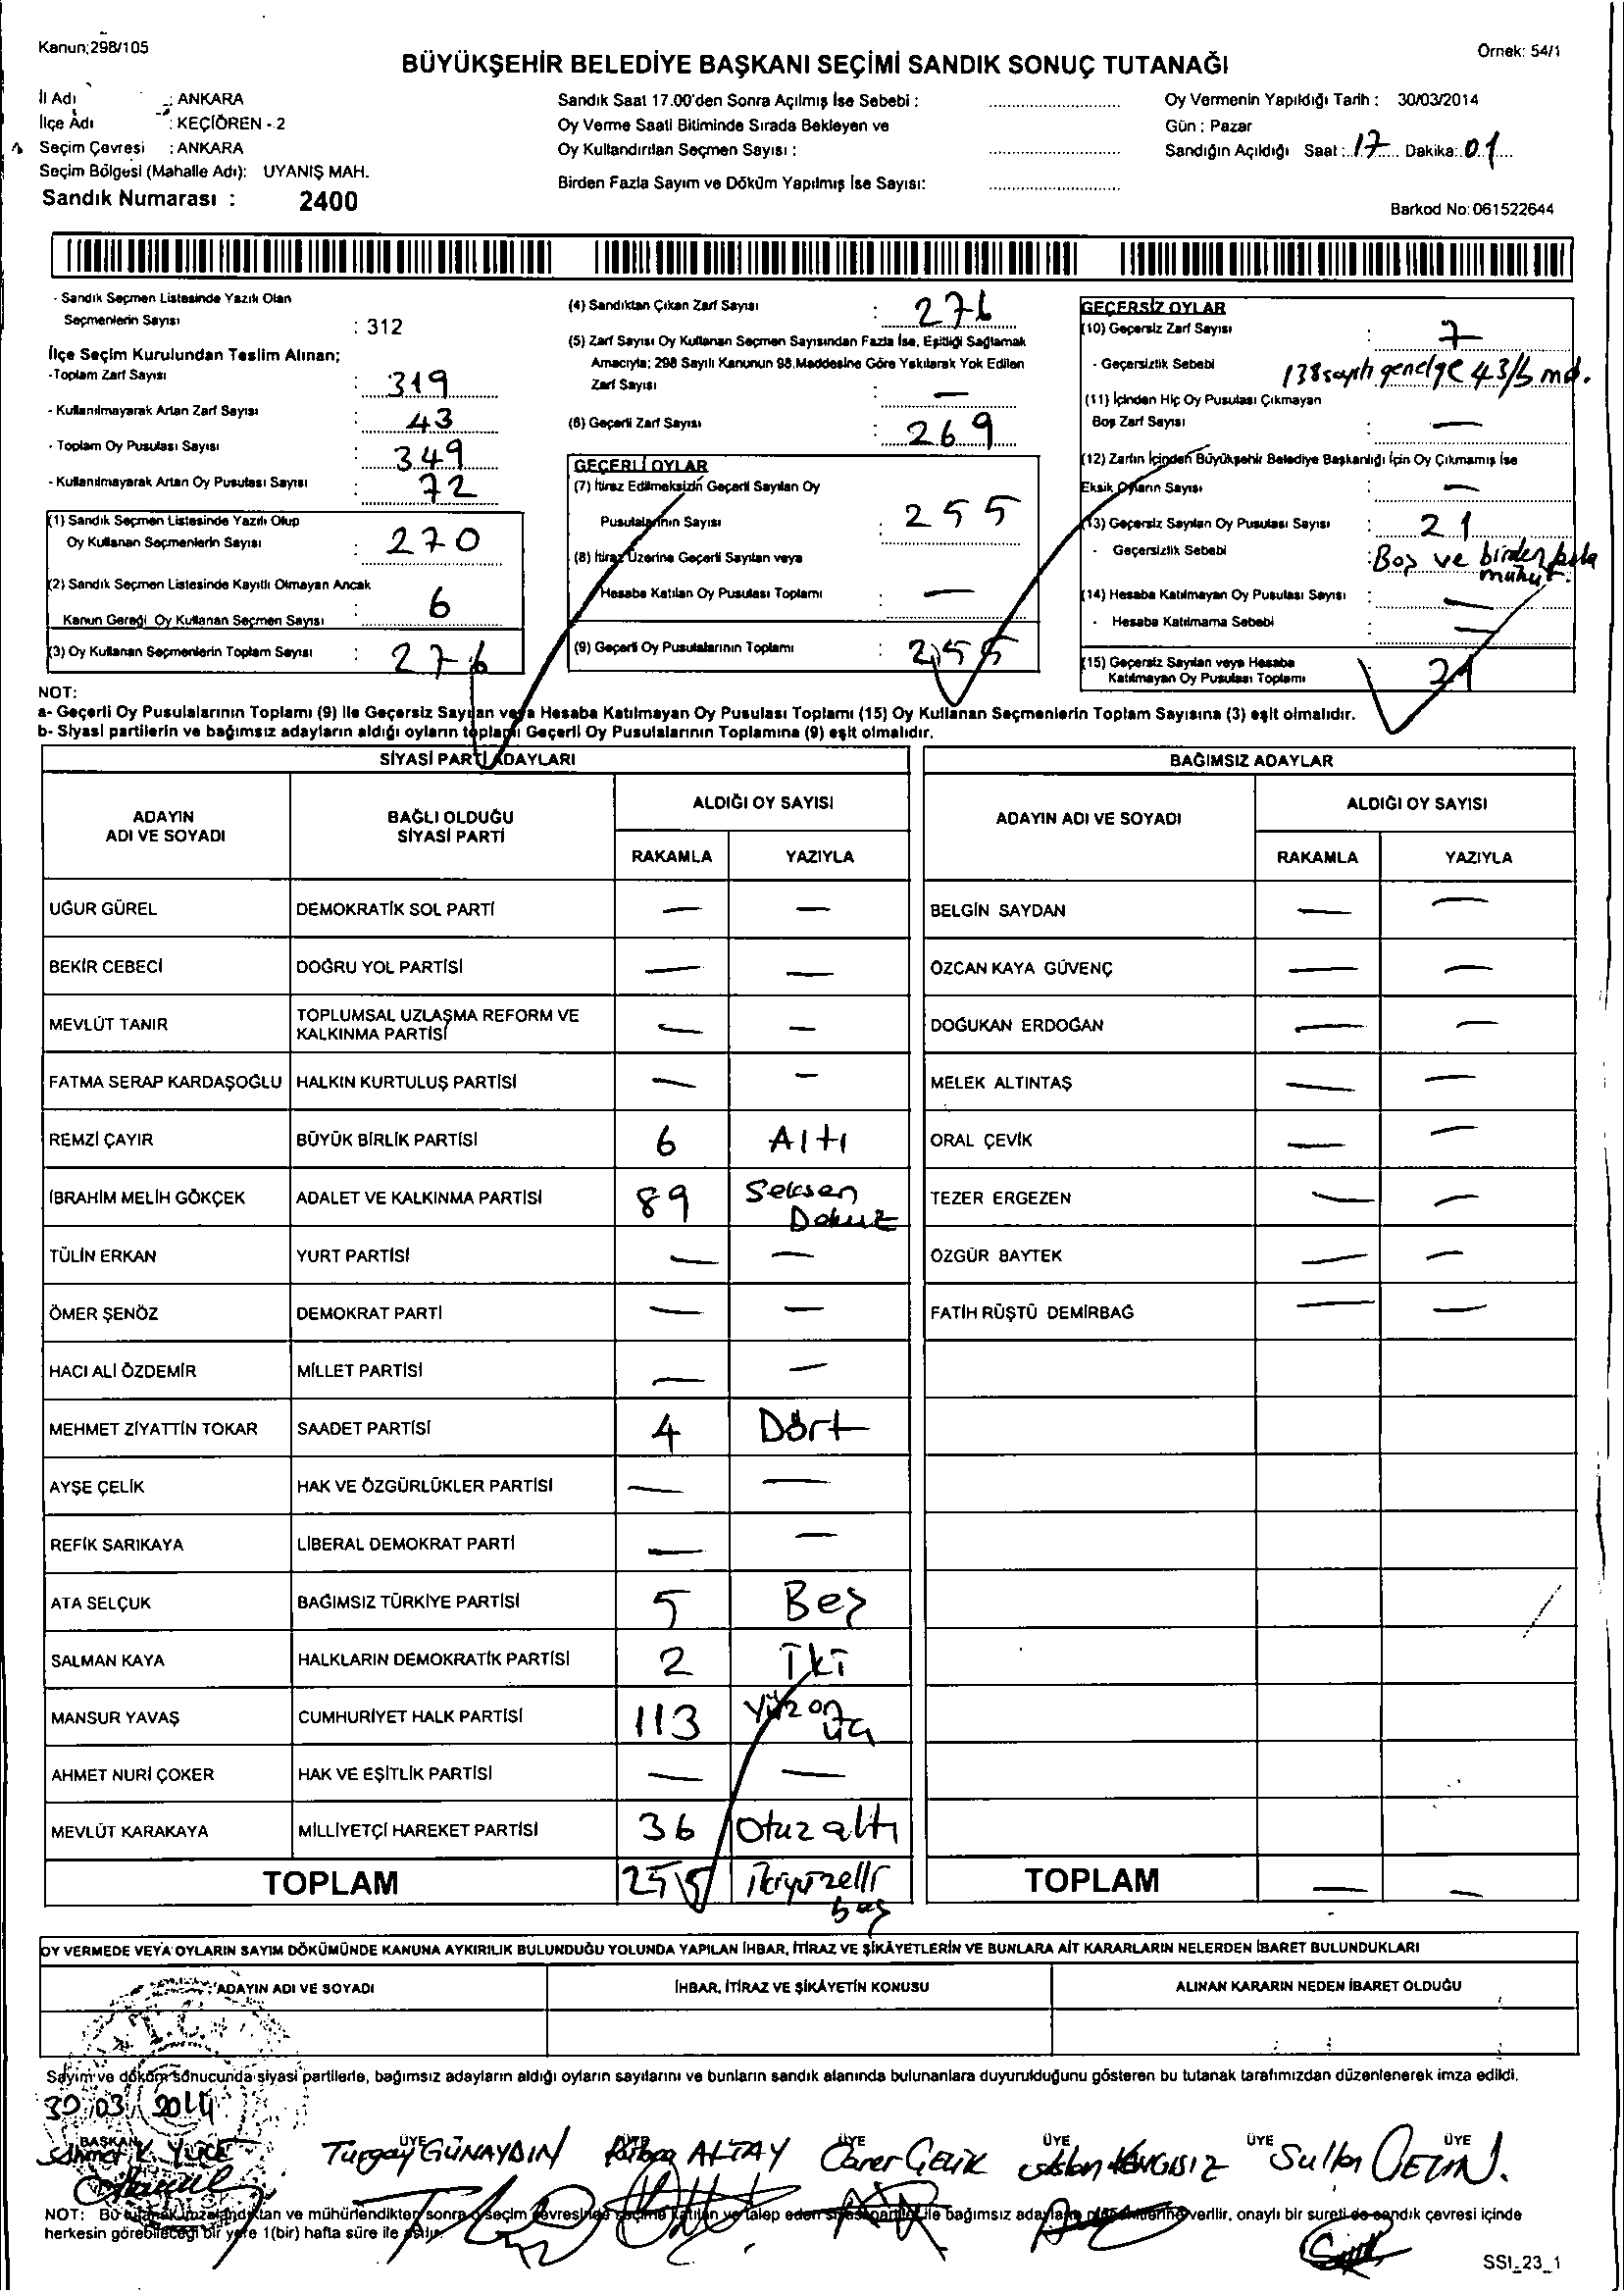 Kanun;298/105
Örnek: 54/1
BÜYÜKŞEHİR BELEDİYE BAŞKANI SEÇİMİ SANDIK SONUÇ TUTANAĞI
İl Adı : ANKARA
İlçe Adı : KEÇİÖREN - 2
Seçim Çevresi : ANKARA
Seçim Bölgesi (Mahalle Adı): UYANIŞ MAH.
Sandık Numarası : 2400
Sandık Saat 17.00'den Sonra Açılmış İse Sebebi :
Oy Verme Saati Bitiminde Sırada Bekleyen ve
Oy Kullandırılan Seçmen Sayısı :
Birden Fazla Sayım ve Döküm Yapılmış İse Sayısı:
Oy Vermenin Yapıldığı Tarih : 30/03/2014
Gün : Pazar
Sandığın Açıldığı Saat : 17 Dakika: 01
Barkod No: 061522644
- Sandık Seçmen Listesinde Yazılı Olan
Seçmenlerin Sayısı : 312
İlçe Seçim Kurulundan Teslim Alınan;
- Toplam Zarf Sayısı : 319
- Kullanılmayarak Artan Zarf Sayısı : 43
- Toplam Oy Pusulası Sayısı : 349
- Kullanılmayarak Artan Oy Pusulası Sayısı : 72
(1) Sandık Seçmen Listesinde Yazılı Olup
Oy Kullanan Seçmenlerin Sayısı : 270
(2) Sandık Seçmen Listesinde Kayıtlı Olmayan Ancak
Kanun Gereği Oy Kullanan Seçmen Sayısı : 6
(3) Oy Kullanan Seçmenlerin Toplam Sayısı : 276
(4) Sandıktan Çıkan Zarf Sayısı : 276
(5) Zarf Sayısı Oy Kullanan Seçmen Sayısından Fazla İse, Eşitliği Sağlamak
Amacıyla; 298 Sayılı Kanunun 98.Maddesine Göre Yakılarak Yok Edilen
Zarf Sayısı : —
(6) Geçerli Zarf Sayısı : 269
GEÇERLİ OYLAR
(7) İtiraz Edilmeksizin Geçerli Sayılan Oy
Pusulalarının Sayısı : 255
(8) İtiraz Üzerine Geçerli Sayılan veya
Hesaba Katılan Oy Pusulası Toplamı : —
(9) Geçerli Oy Pusulalarının Toplamı : 255
GEÇERSİZ OYLAR
(10) Geçersiz Zarf Sayısı : 7
- Geçersizlik Sebebi 138 sayılı genelge 43/b md.
(11) İçinden Hiç Oy Pusulası Çıkmayan
Boş Zarf Sayısı : —
(12) Zarfın İçinden Büyükşehir Belediye Başkanlığı İçin Oy Çıkmamış İse
Eksik Oyların Sayısı : —
(13) Geçersiz Sayılan Oy Pusulası Sayısı : 21
- Geçersizlik Sebebi : Boş ve birden fazla
mühür.
(14) Hesaba Katılmayan Oy Pusulası Sayısı : —
- Hesaba Katılmama Sebebi : —
(15) Geçersiz Sayılan veya Hesaba
Katılmayan Oy Pusulası Toplamı : 21
NOT:
a- Geçerli Oy Pusulalarının Toplamı (9) ile Geçersiz Sayılan veya Hesaba Katılmayan Oy Pusulası Toplamı (15) Oy Kullanan Seçmenlerin Toplam Sayısına (3) eşit olmalıdır.
b- Siyasi partilerin ve bağımsız adayların aldığı oyların toplamı Geçerli Oy Pusulalarının Toplamına (9) eşit olmalıdır.
SİYASİ PARTİ ADAYLARI BAĞIMSIZ ADAYLAR
ADAYIN ADI VE SOYADI BAĞLI OLDUĞU SİYASİ PARTİ ALDIĞI OY SAYISI ADAYIN ADI VE SOYADI ALDIĞI OY SAYISI
RAKAMLA YAZIYLA RAKAMLA YAZIYLA
UĞUR GÜREL DEMOKRATİK SOL PARTİ — — BELGİN SAYDAN — —
BEKİR CEBECİ DOĞRU YOL PARTİSİ — — ÖZCAN KAYA GÜVENÇ — —
MEVLÜT TANIR TOPLUMSAL UZLAŞMA REFORM VE KALKINMA PARTİSİ — — DOĞUKAN ERDOĞAN — —
FATMA SERAP KARDAŞOĞLU HALKIN KURTULUŞ PARTİSİ — — MELEK ALTINTAŞ — —
REMZİ ÇAYIR BÜYÜK BİRLİK PARTİSİ 6 Altı ORAL ÇEVİK — —
İBRAHİM MELİH GÖKÇEK ADALET VE KALKINMA PARTİSİ 89 Seksen Dokuz TEZER ERGEZEN — —
TÜLİN ERKAN YURT PARTİSİ — — ÖZGÜR BAYTEK — —
ÖMER ŞENÖZ DEMOKRAT PARTİ — — FATİH RÜŞTÜ DEMİRBAĞ — —
HACI ALİ ÖZDEMİR MİLLET PARTİSİ — —
MEHMET ZİYATTİN TOKAR SAADET PARTİSİ 4 Dört
AYŞE ÇELİK HAK VE ÖZGÜRLÜKLER PARTİSİ — —
REFİK SARIKAYA LİBERAL DEMOKRAT PARTİ — —
ATA SELÇUK BAĞIMSIZ TÜRKİYE PARTİSİ 5 Beş
SALMAN KAYA HALKLARIN DEMOKRATİK PARTİSİ 2 İki
MANSUR YAVAŞ CUMHURİYET HALK PARTİSİ 113 Yüz on üç
AHMET NURİ ÇOKER HAK VE EŞİTLİK PARTİSİ — —
MEVLÜT KARAKAYA MİLLİYETÇİ HAREKET PARTİSİ 36 Otuz altı
TOPLAM 255 ikiyüzelli beş TOPLAM — —
OY VERMEDE VEYA OYLARIN SAYIM DÖKÜMÜNDE KANUNA AYKIRILIK BULUNDUĞU YOLUNDA YAPILAN İHBAR, İTİRAZ VE ŞİKÂYETLERİN VE BUNLARA AİT KARARLARIN NELERDEN İBARET BULUNDUKLARI
ADAYIN ADI VE SOYADI İHBAR, İTİRAZ VE ŞİKÂYETİN KONUSU ALINAN KARARIN NEDEN İBARET OLDUĞU
Sayım ve döküm sonucunda siyasi partilerle, bağımsız adayların aldığı oyların sayılarını ve bunların sandık alanında bulunanlara duyurulduğunu gösteren bu tutanak tarafımızdan düzenlenerek imza edildi.
30/03/2014
BAŞKAN ÜYE ÜYE ÜYE ÜYE ÜYE ÜYE
Ahmet K. YÜCE Turgay GÜNAYDIN Kübra ALTAY Caner ÇELİK Sultan ÇETİN.
NOT: Bu tutanak imzalandıktan ve mühürlendikten sonra seçim çevresinde seçime katılan ve talep eden siyasi partiler ile bağımsız adayların müşahitlerine verilir, onaylı bir sureti de sandık çevresi içinde
herkesin görebileceği bir yere 1(bir) hafta süre ile asılır.
SSI_23_1